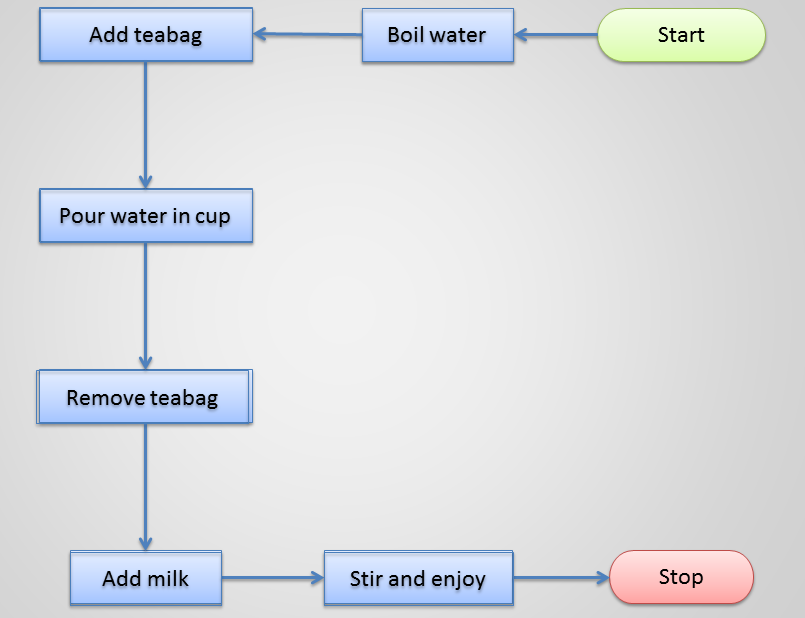 Start
Boil water
Add teabag
Pour water in cup
Remove teabag
Add milk
Stir and enjoy
Stop